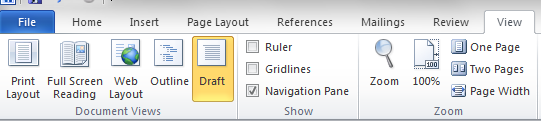 File Home Insert Page Layout References Mailings Review View
Print Layout Full Screen Reading Web Layout Outline Draft
Document Views
Ruler
Gridlines
Navigation Pane
Show
Zoom 100 100%
One Page
Two Pages
Page Width
Zoom